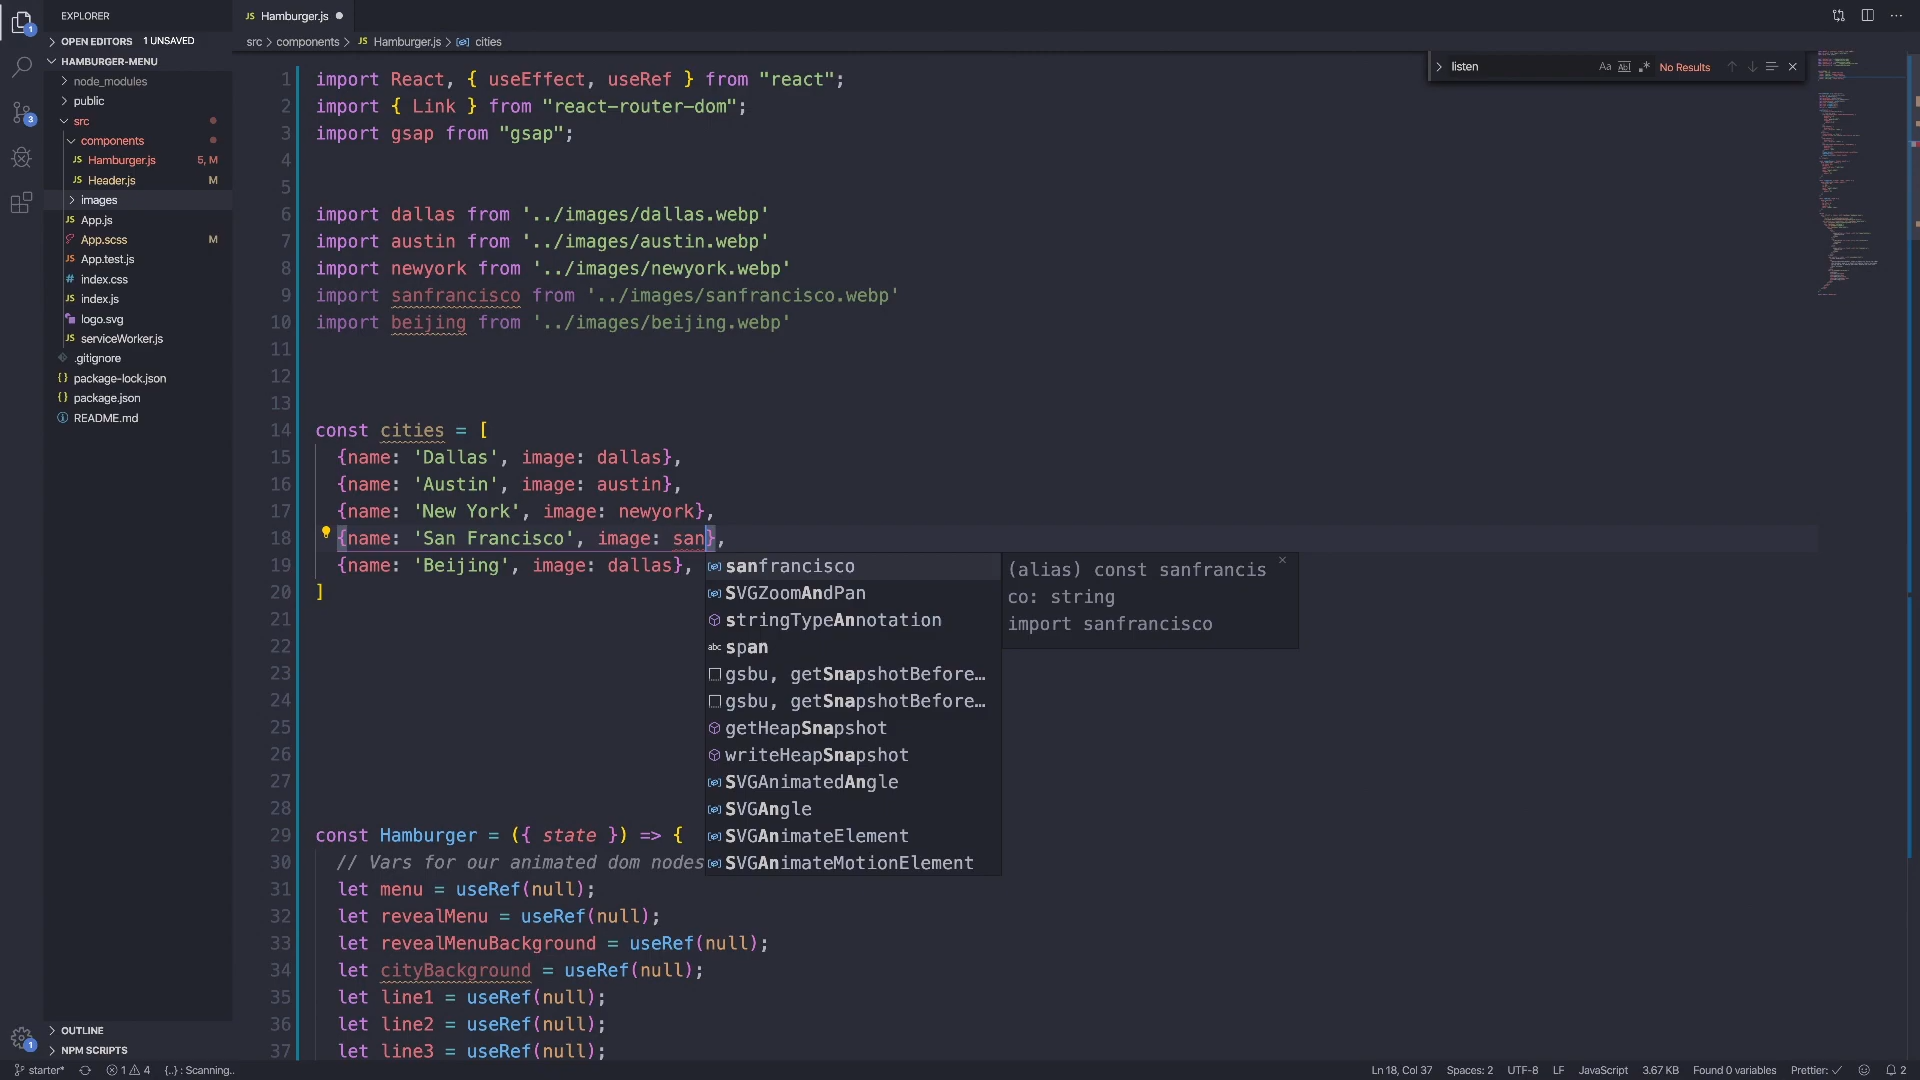 EXPLORER
OPEN EDITORS 1 UNSAVED
HAMBURGER-MENU
node_modules
public
src
components
JS Hamburger.js 5, M
JS Header.js M
images
JS App.js
App.scss M
JS App.test.js
# index.css
JS index.js
logo.svg
JS serviceWorker.js
.gitignore
{} package-lock.json
{} package.json
README.md
OUTLINE
NPM SCRIPTS
1
3
1
JS Hamburger.js
src > components > JS Hamburger.js > cities
listen Aa Abl .* No Results
1 import React, { useEffect, useRef } from "react";
2 import { Link } from "react-router-dom";
3 import gsap from "gsap";
4
5
6 import dallas from '../images/dallas.webp'
7 import austin from '../images/austin.webp'
8 import newyork from '../images/newyork.webp'
9 import sanfrancisco from '../images/sanfrancisco.webp'
10 import beijing from '../images/beijing.webp'
11
12
13
14 const cities = [
15 {name: 'Dallas', image: dallas},
16 {name: 'Austin', image: austin},
17 {name: 'New York', image: newyork},
18 {name: 'San Francisco', image: san},
19 {name: 'Beijing', image: dallas},
20 ]
21
22
23
24
25
26
27
28
29 const Hamburger = ({ state }) => {
30 // Vars for our animated dom nodes
31 let menu = useRef(null);
32 let revealMenu = useRef(null);
33 let revealMenuBackground = useRef(null);
34 let cityBackground = useRef(null);
35 let line1 = useRef(null);
36 let line2 = useRef(null);
37 let line3 = useRef(null);
sanfrancisco
SVGZoomAndPan
stringTypeAnnotation
abc span
gsbu, getSnapshotBefore…
gsbu, getSnapshotBefore…
getHeapSnapshot
writeHeapSnapshot
SVGAnimatedAngle
SVGAngle
SVGAnimateElement
SVGAnimateMotionElement
(alias) const sanfrancis
co: string
import sanfrancisco
starter* 1 4 {..} : Scanning.. Ln 18, Col 37 Spaces: 2 UTF-8 LF JavaScript 3.67 KB Found 0 variables Prettier: ✓ 2